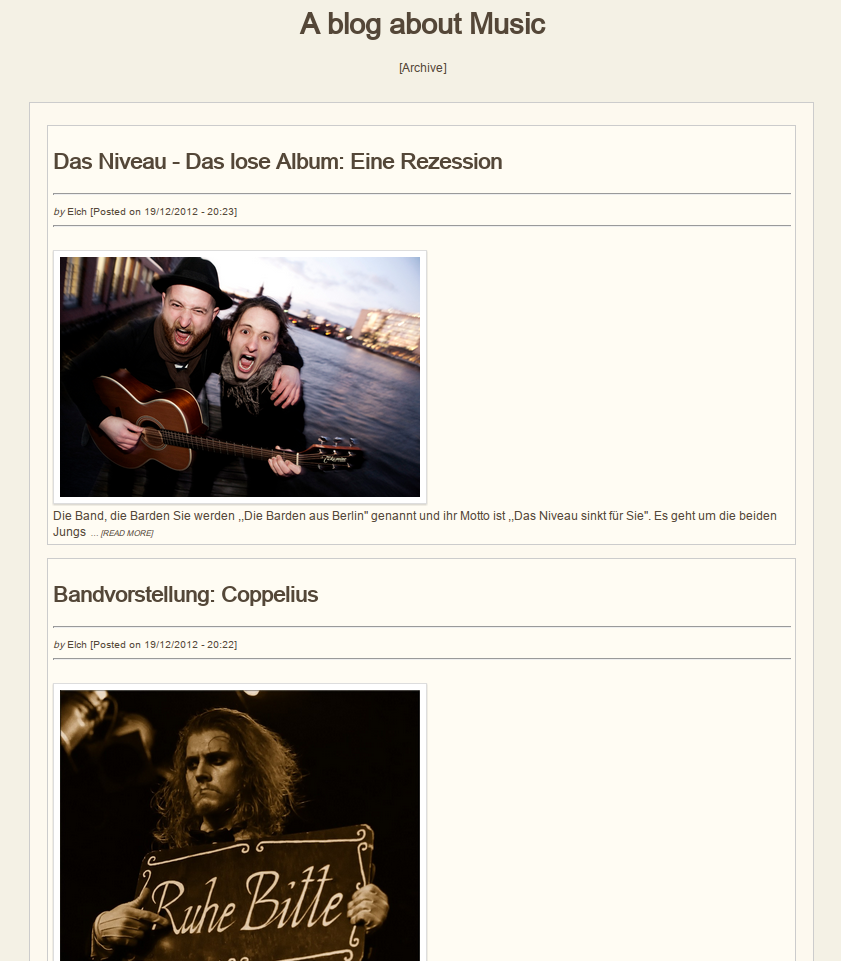 A blog about Music
[Archive]
Das Niveau - Das lose Album: Eine Rezession
by Elch [Posted on 19/12/2012 - 20:23]
Die Band, die Barden Sie werden ,,Die Barden aus Berlin" genannt und ihr Motto ist ,,Das Niveau sinkt für Sie". Es geht um die beiden
Jungs ... [READ MORE]
Bandvorstellung: Coppelius
by Elch [Posted on 19/12/2012 - 20:22]
Ruhe Bitte